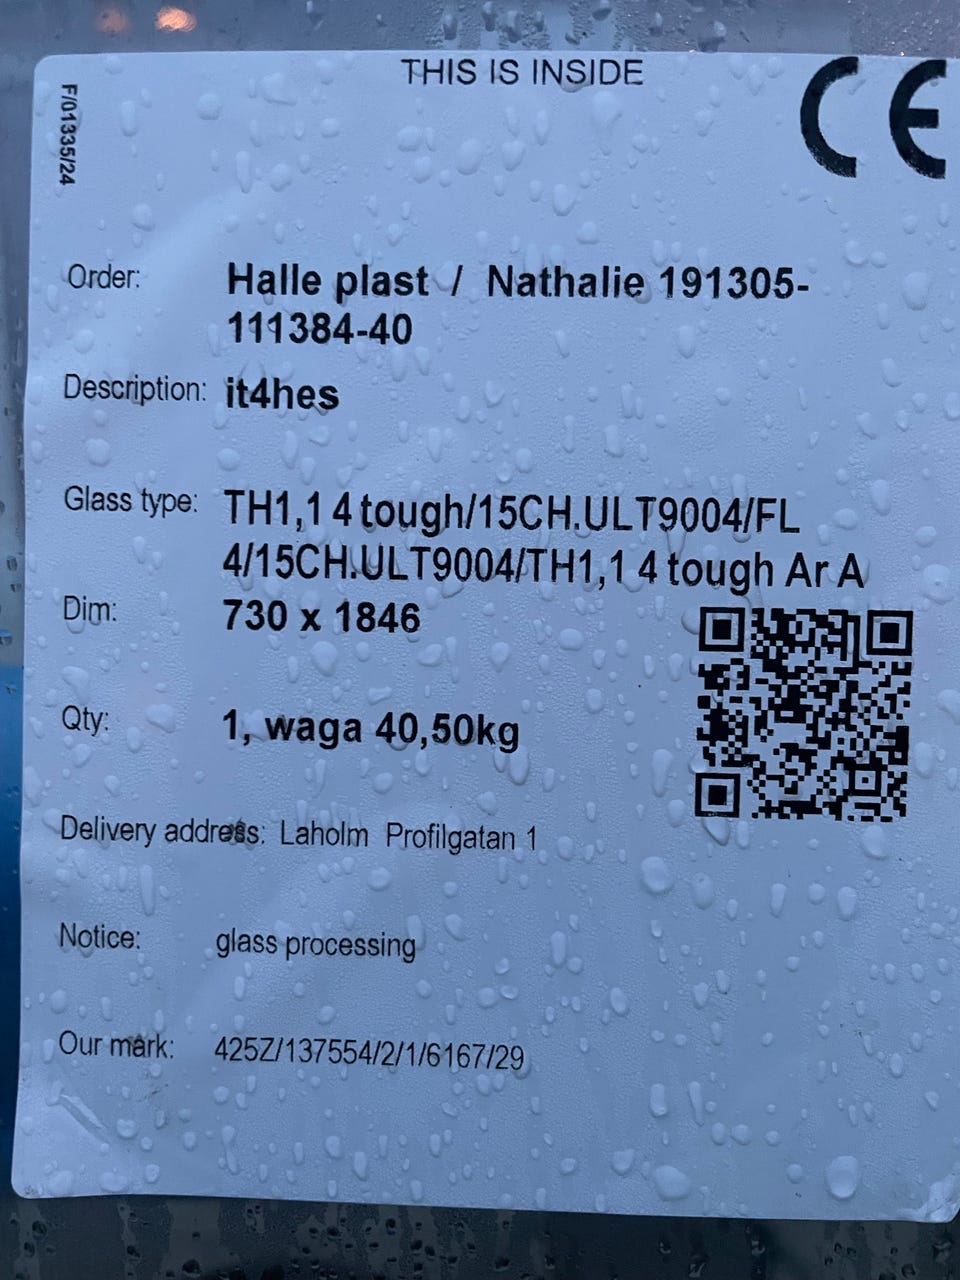 THIS IS INSIDE
CE
F/01335/24
Order: Halle plast / Nathalie 191305-
111384-40
Description: it4hes
Glass type: TH1,1 4 tough/15CH.ULT9004/FL
4/15CH.ULT9004/TH1,1 4 tough Ar A
Dim: 730 x 1846
Qty: 1, waga 40,50kg
Delivery address: Laholm Profilgatan 1
Notice: glass processing
Our mark: 425Z/137554/2/1/6167/29